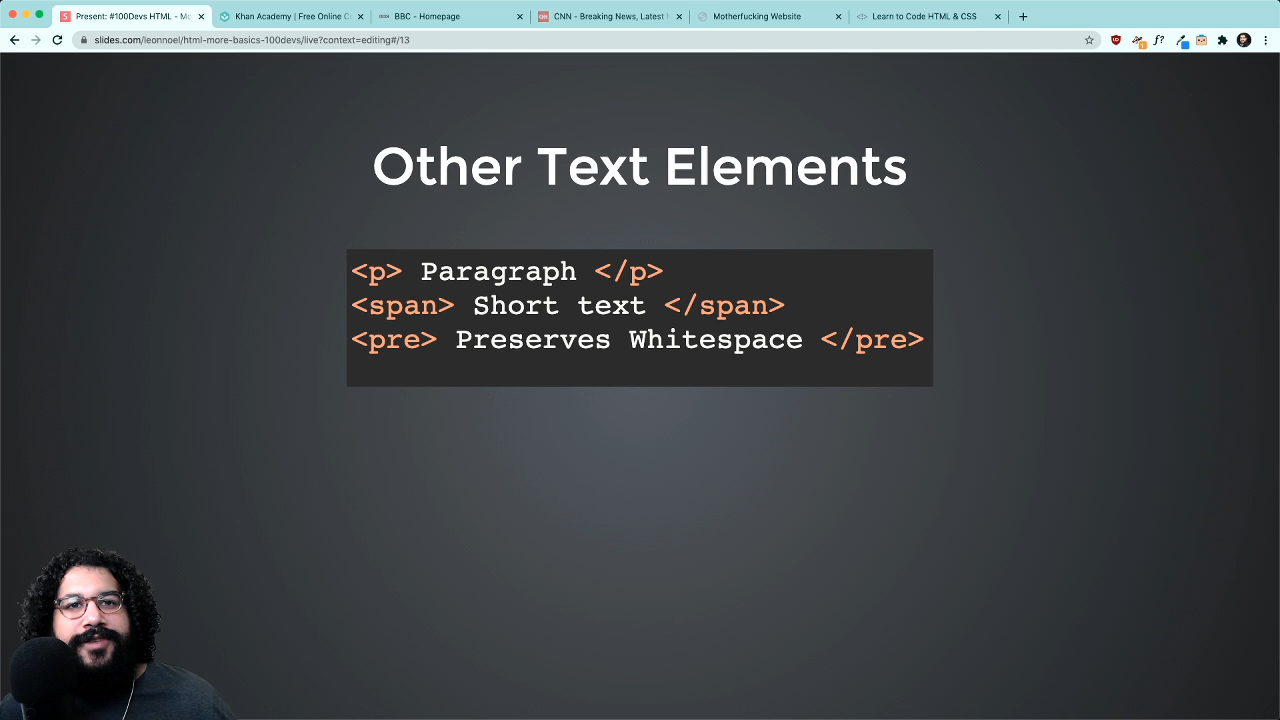 Present: #100Devs HTML - Mo
Khan Academy | Free Online C
BBC - Homepage
CNN - Breaking News, Latest
Motherfucking Website
Learn to Code HTML & CSS
slides.com/leonnoel/html-more-basics-100devs/live?context=editing#/13
f?
Other Text Elements
<p> Paragraph </p>
<span> Short text </span>
<pre> Preserves Whitespace </pre>